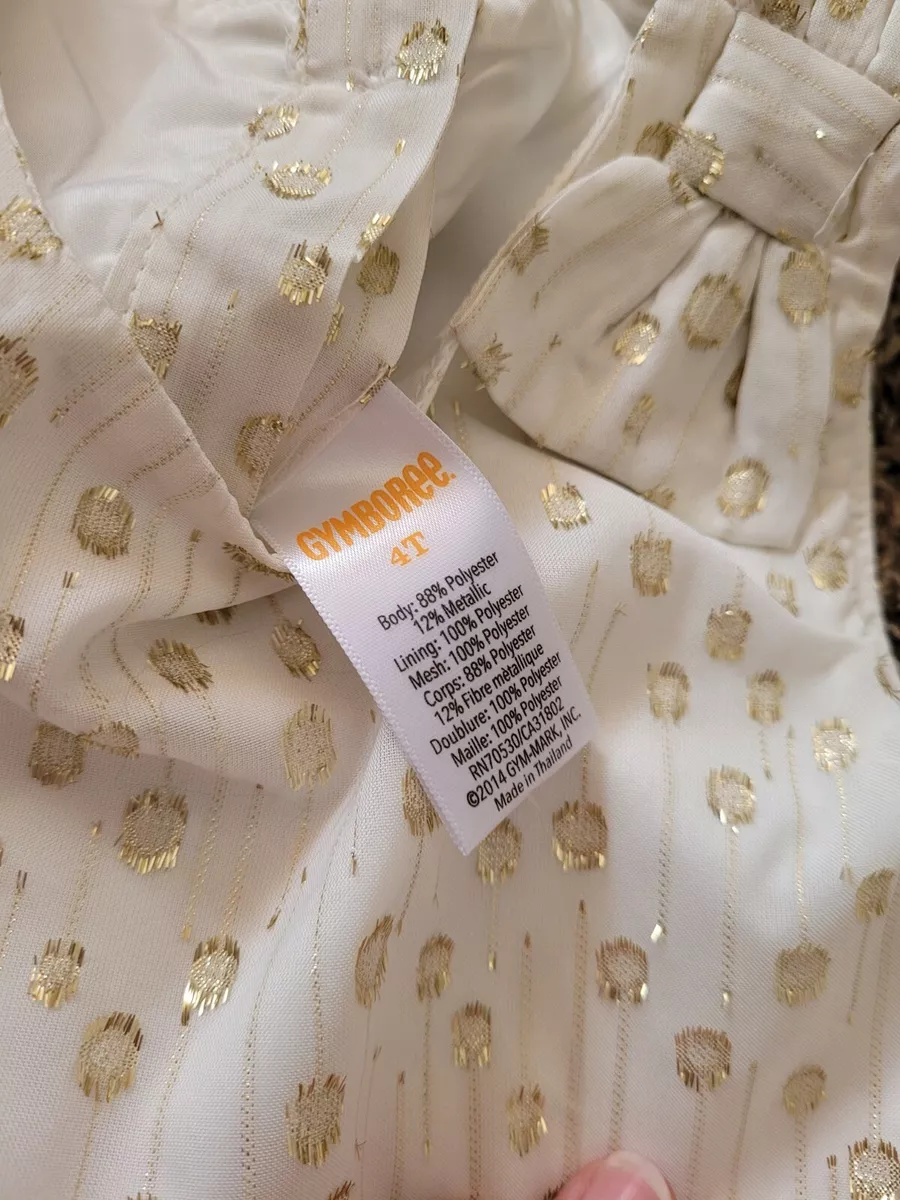 GYMBOREE.
4T
Body: 88% Polyester
12% Metallic
Lining: 100% Polyester
Mesh: 100% Polyester
Corps: 88% Polyester
12% Fibre métallique
Doublure: 100% Polyester
Maille: 100% Polyester
RN70530/CA31802
©2014 GYM-MARK, INC.
Made in Thailand